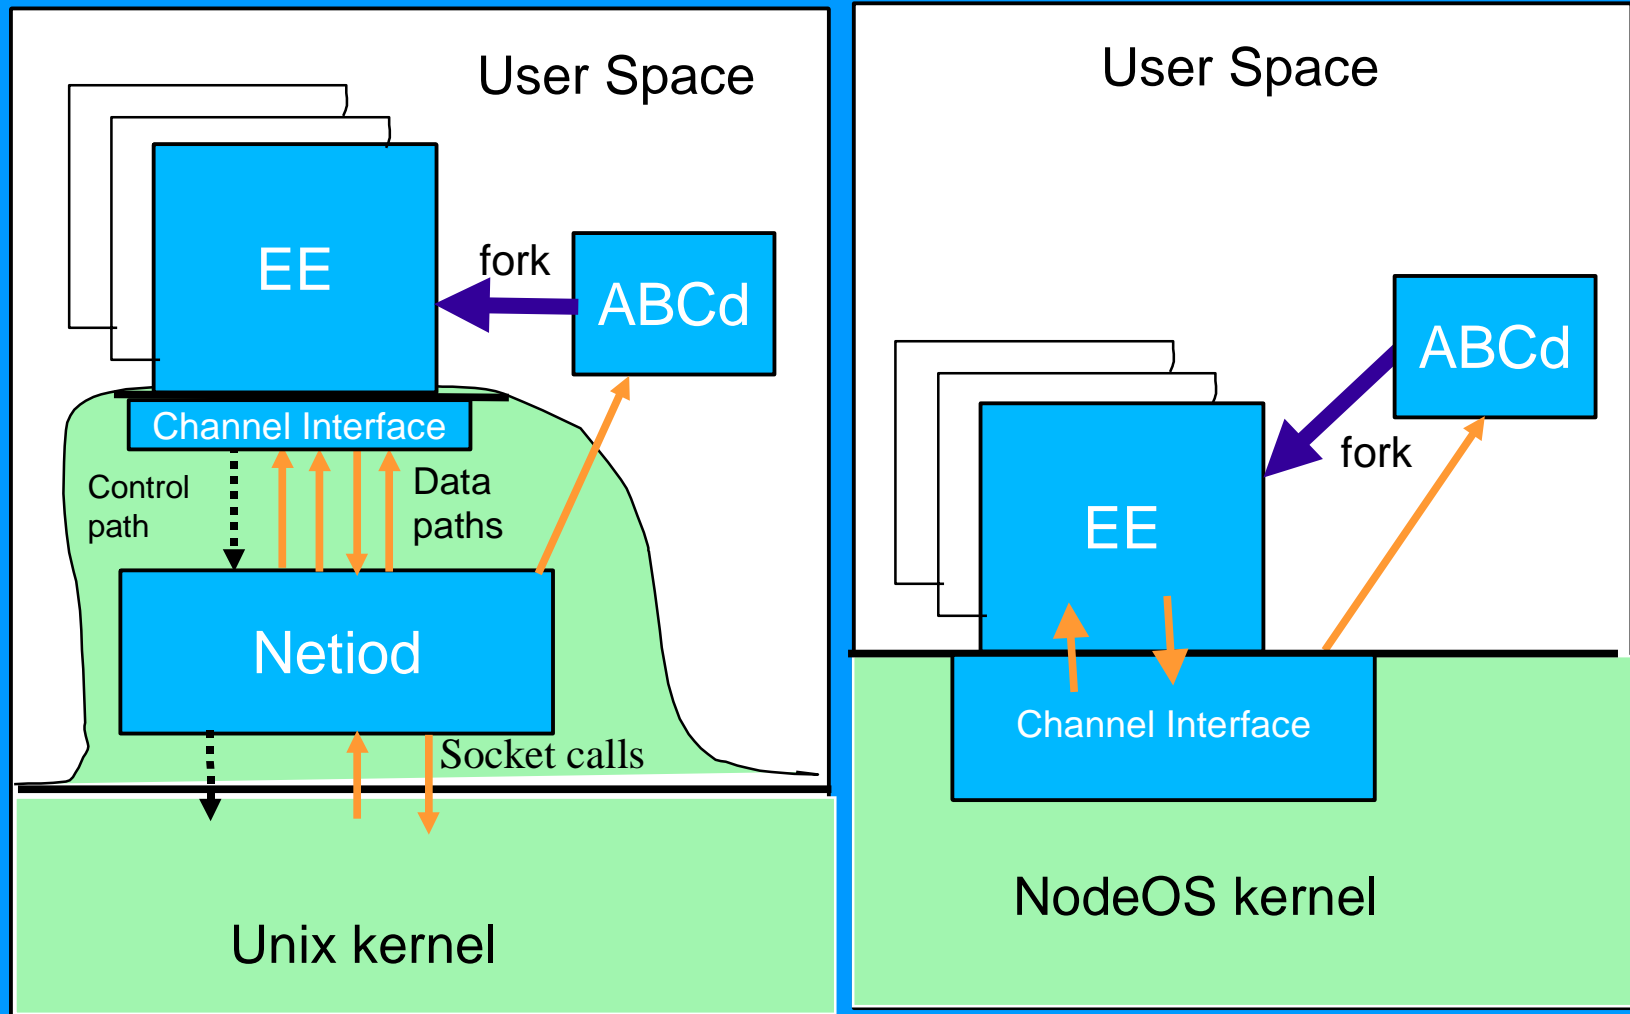 User Space
EE
fork
ABCd
Channel Interface
Control
path
Data
paths
Netiod
Socket calls
Unix kernel
User Space
ABCd
fork
EE
Channel Interface
NodeOS kernel